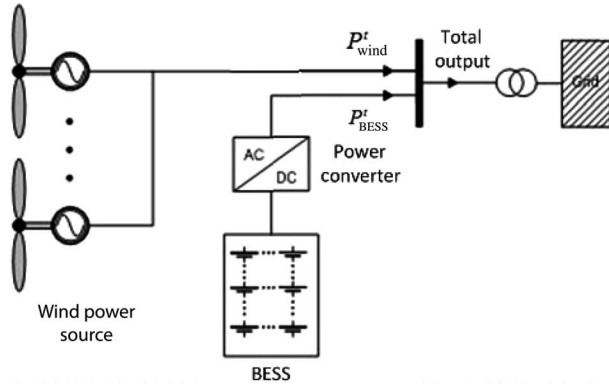 P^t_wind
Total
output
Grid
P^t_BESS
AC
DC
Power
converter
Wind power
source
BESS